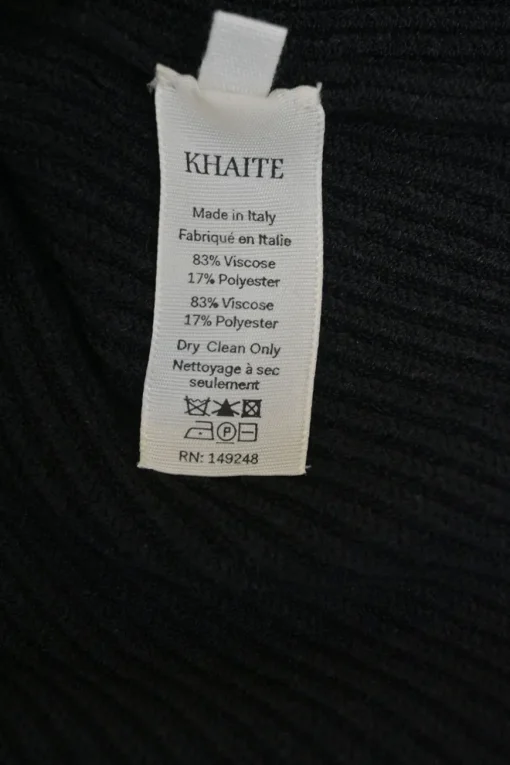 KHAITE
Made in Italy
Fabriqué en Italie
83% Viscose
17% Polyester
83% Viscose
17% Polyester
Dry Clean Only
Nettoyage à sec
seulement
P
RN: 149248